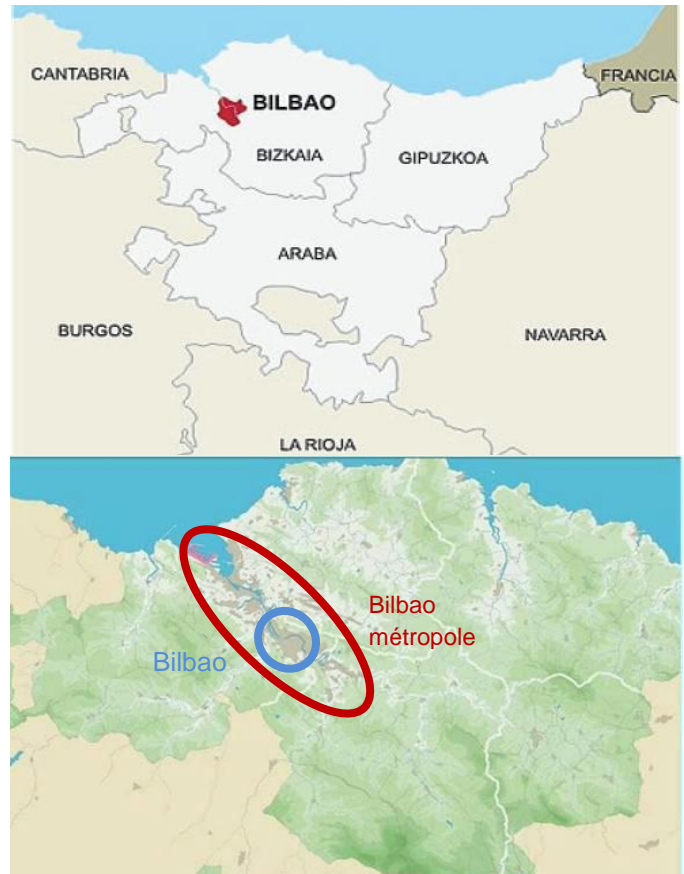 CANTABRIA
FRANCIA
BILBAO
BIZKAIA
GIPUZKOA
ARABA
BURGOS
NAVARRA
LA RIOJA
Bilbao
métropole
Bilbao